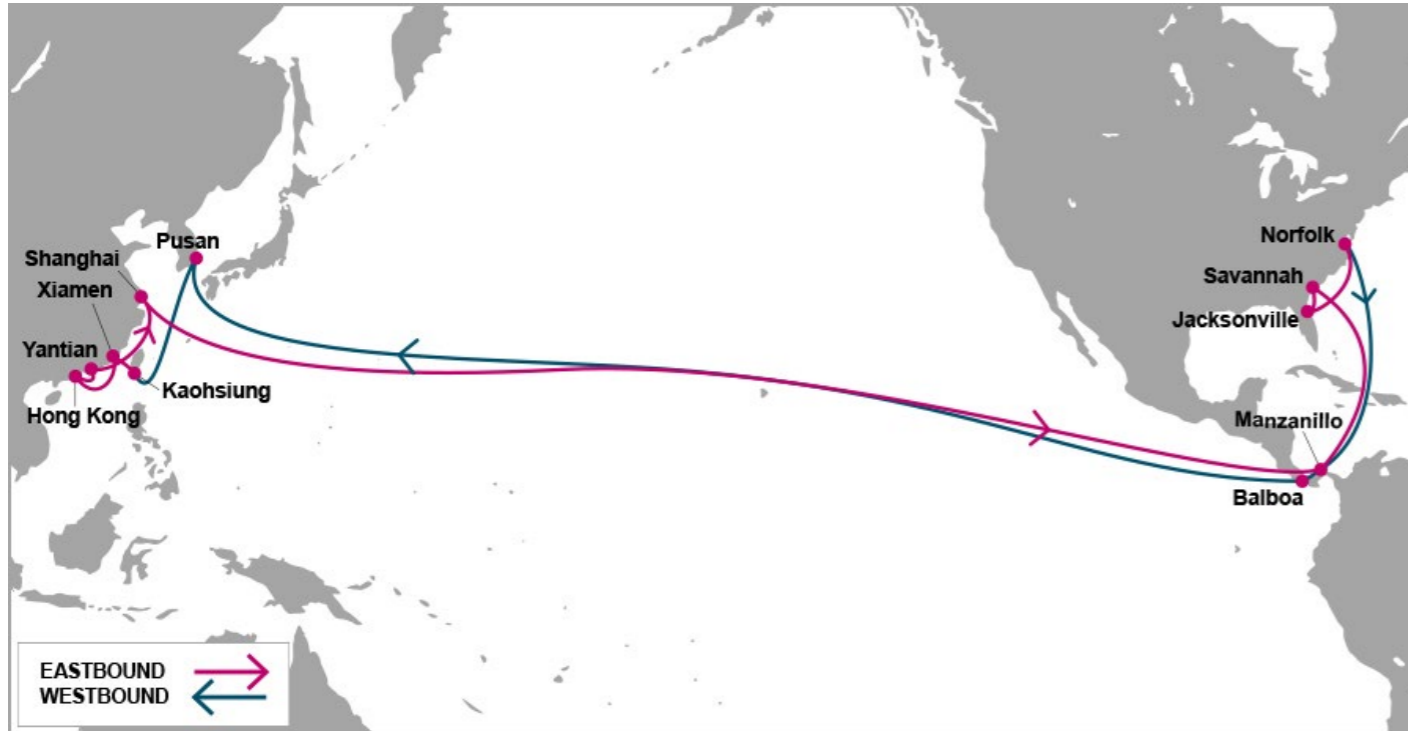 Pusan
Shanghai
Xiamen
Yantian
Kaohsiung
Hong Kong
Norfolk
Savannah
Jacksonville
Manzanillo
Balboa
EASTBOUND
WESTBOUND